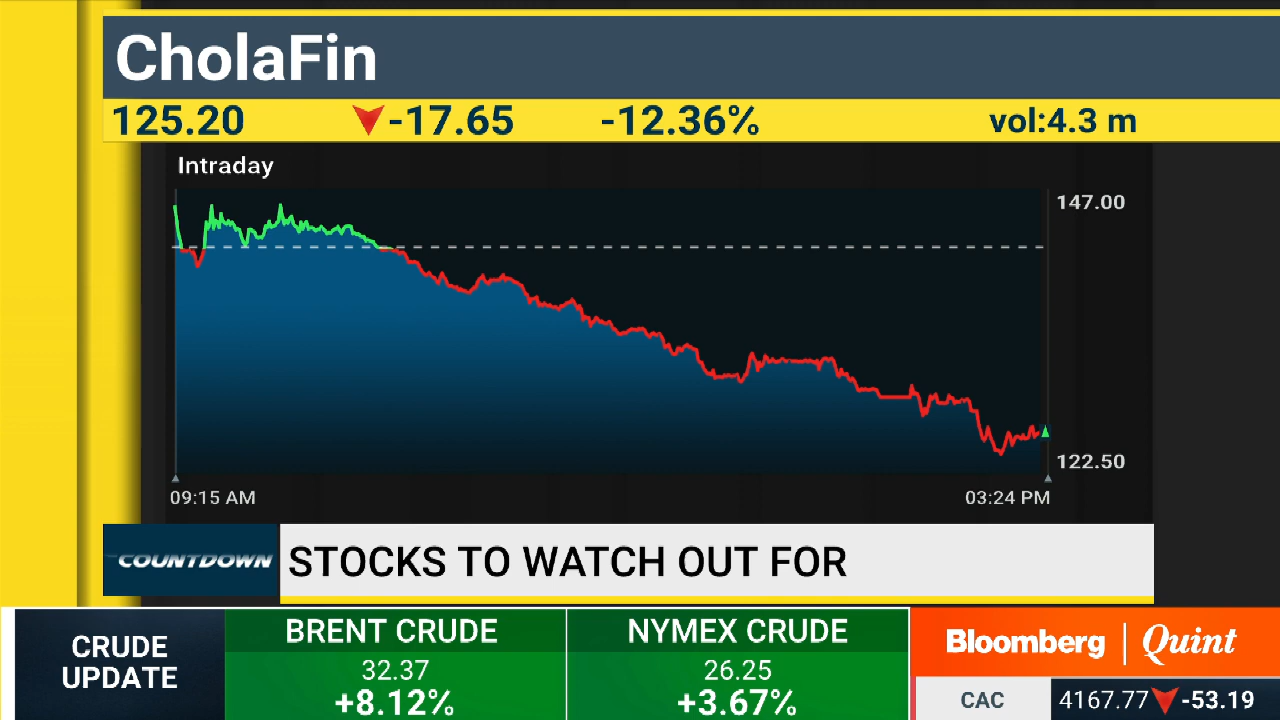 CholaFin
125.20 -17.65 -12.36% vol:4.3 m
Intraday
147.00
122.50
09:15 AM 03:24 PM
COUNTDOWN STOCKS TO WATCH OUT FOR
CRUDE UPDATE
BRENT CRUDE
32.37
+8.12%
NYMEX CRUDE
26.25
+3.67%
Bloomberg | Quint
CAC 4167.77 -53.19